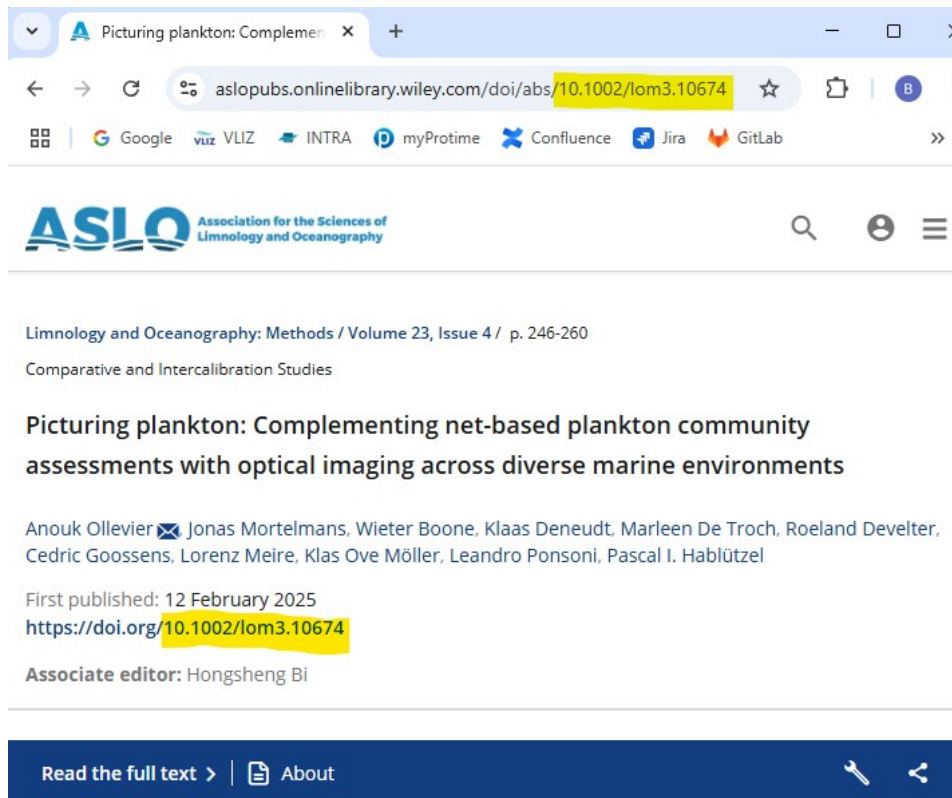 Picturing plankton: Complemen
aslopubs.onlinelibrary.wiley.com/doi/abs/10.1002/lom3.10674
B
Google VLIZ VLIZ INTRA myProtime Confluence Jira GitLab
ASLO Association for the Sciences of
Limnology and Oceanography
Limnology and Oceanography: Methods / Volume 23, Issue 4 / p. 246-260
Comparative and Intercalibration Studies
Picturing plankton: Complementing net-based plankton community
assessments with optical imaging across diverse marine environments
Anouk Ollevier, Jonas Mortelmans, Wieter Boone, Klaas Deneudt, Marleen De Troch, Roeland Develter,
Cedric Goossens, Lorenz Meire, Klas Ove Möller, Leandro Ponsoni, Pascal I. Hablützel
First published: 12 February 2025
https://doi.org/10.1002/lom3.10674
Associate editor: Hongsheng Bi
Read the full text > | About